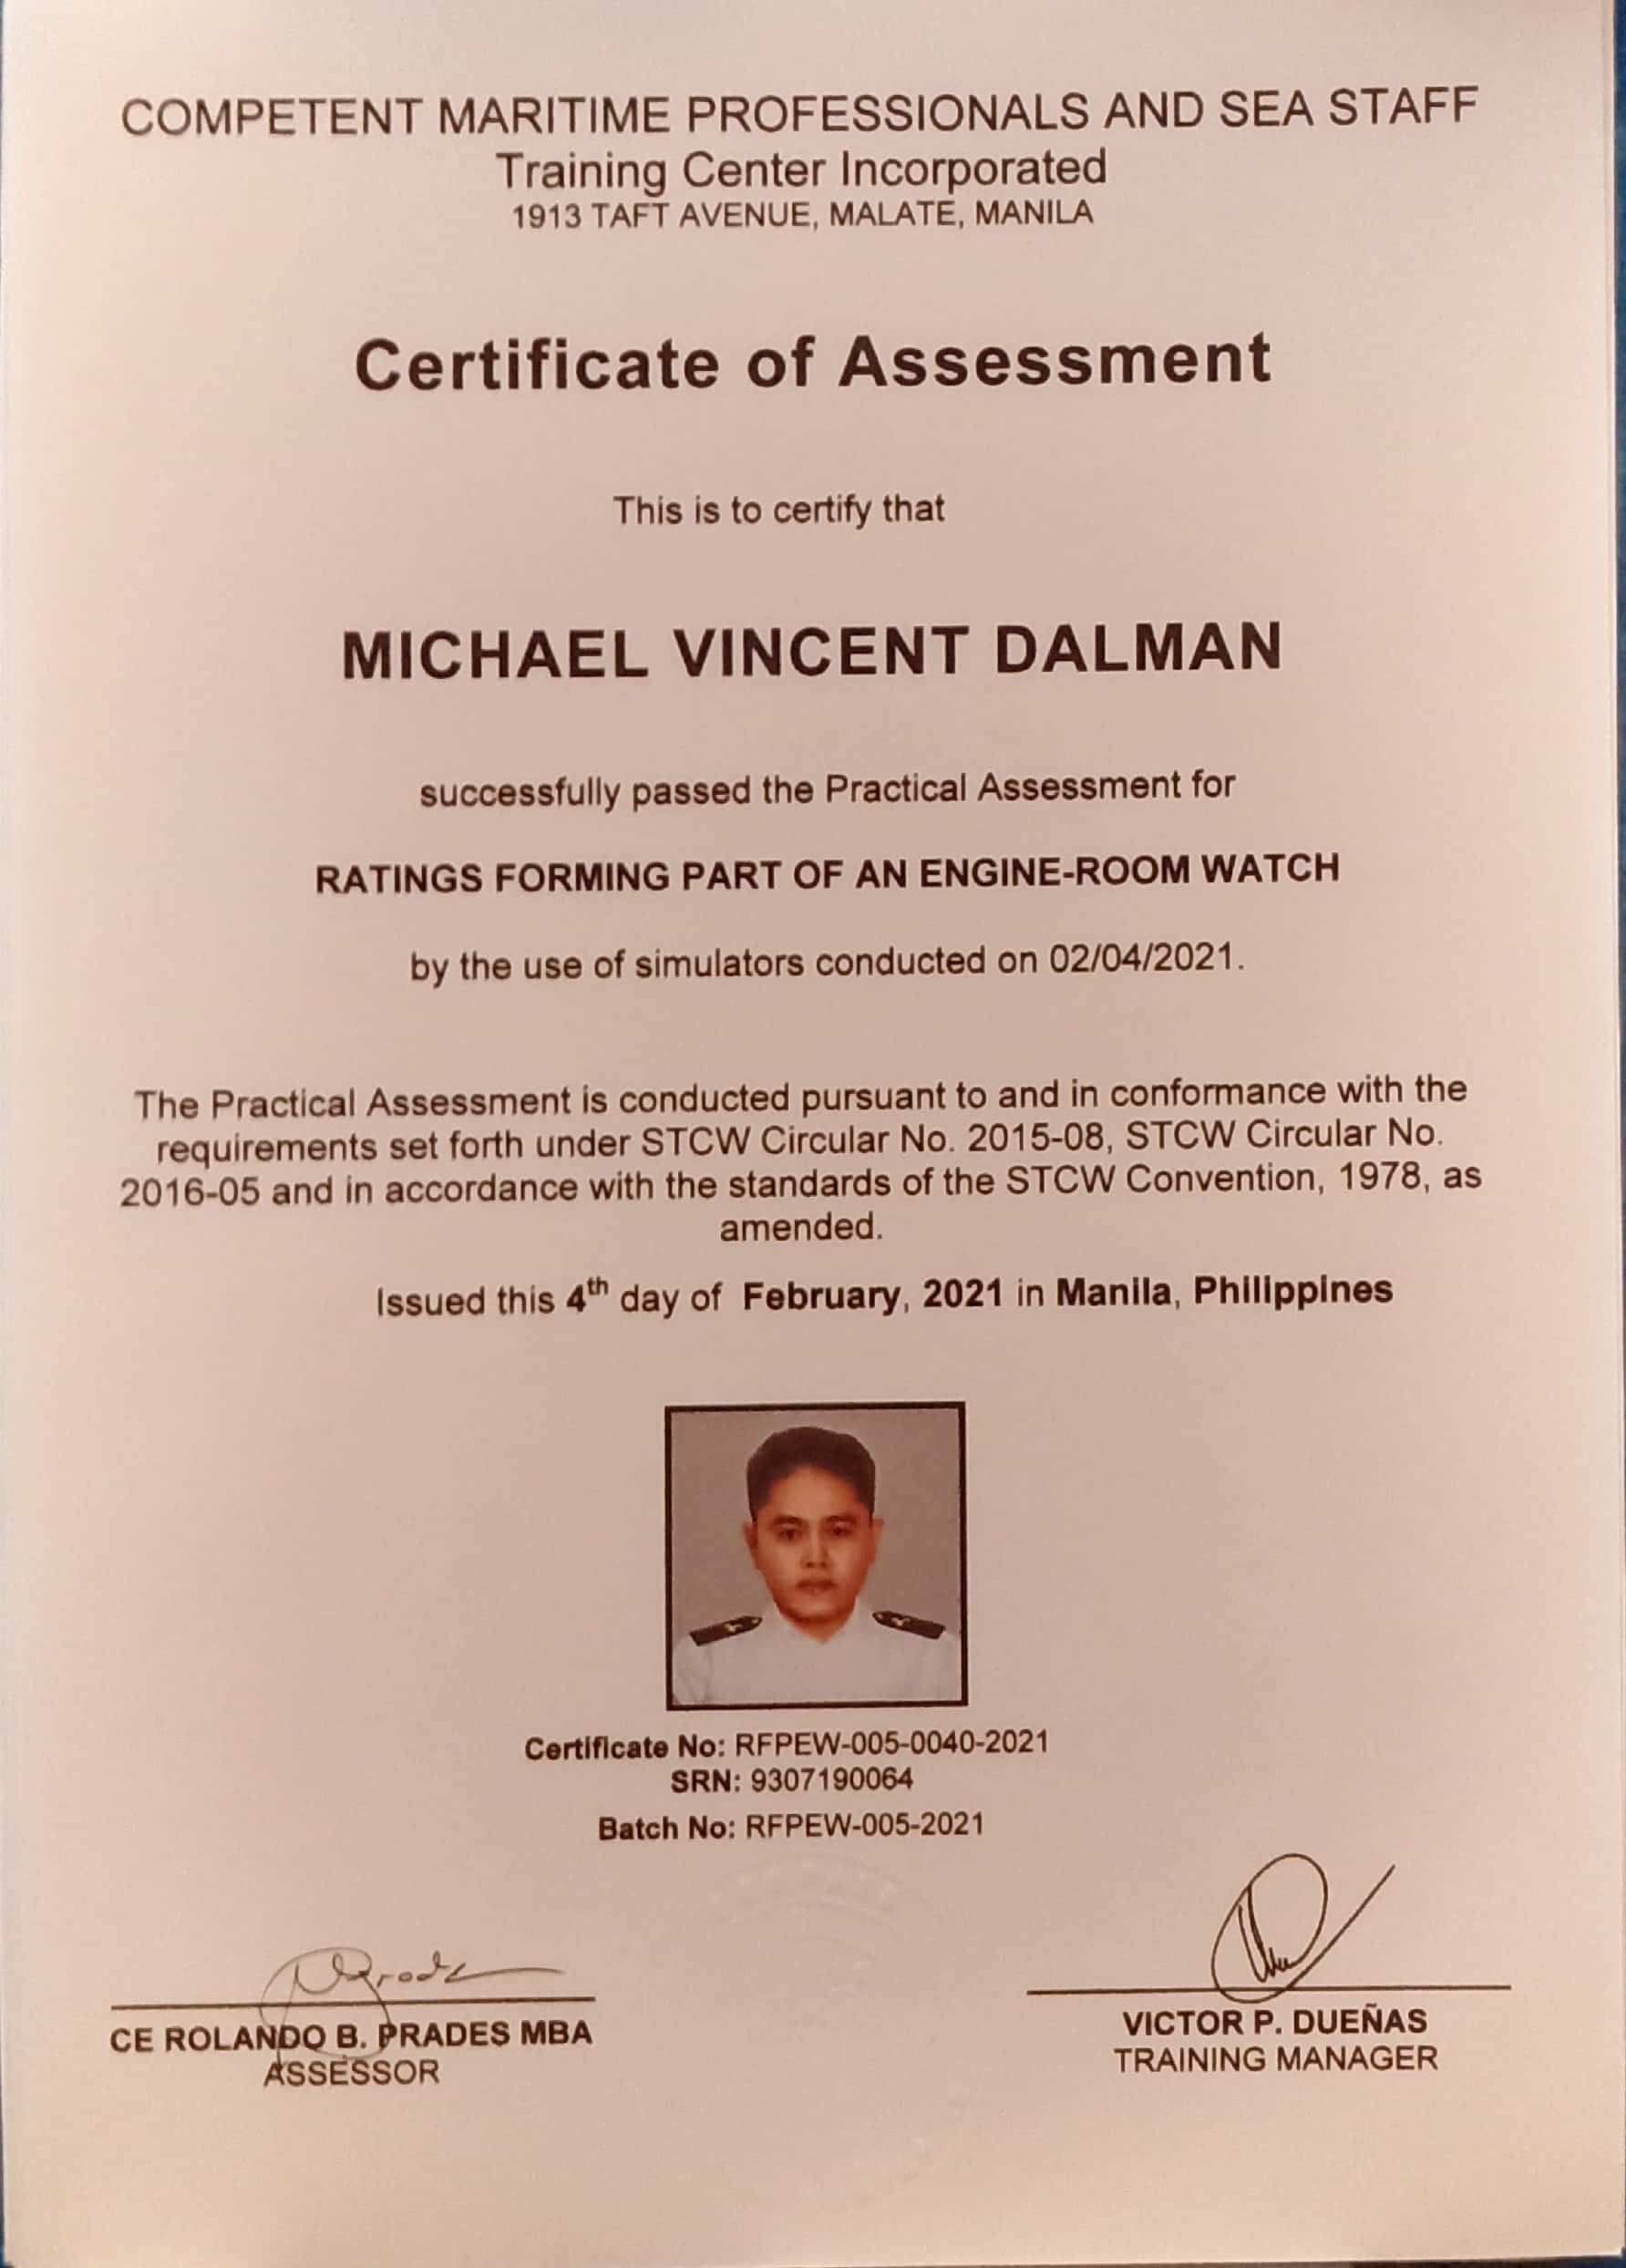 COMPETENT MARITIME PROFESSIONALS AND SEA STAFF
Training Center Incorporated
1913 TAFT AVENUE, MALATE, MANILA
Certificate of Assessment
This is to certify that
MICHAEL VINCENT DALMAN
successfully passed the Practical Assessment for
RATINGS FORMING PART OF AN ENGINE-ROOM WATCH
by the use of simulators conducted on 02/04/2021.
The Practical Assessment is conducted pursuant to and in conformance with the
requirements set forth under STCW Circular No. 2015-08, STCW Circular No.
2016-05 and in accordance with the standards of the STCW Convention, 1978, as
amended.
Issued this 4th day of February, 2021 in Manila, Philippines
Certificate No: RFPEW-005-0040-2021
SRN: 9307190064
Batch No: RFPEW-005-2021
CE ROLANDO B. PRADES MBA
ASSESSOR
VICTOR P. DUEÑAS
TRAINING MANAGER